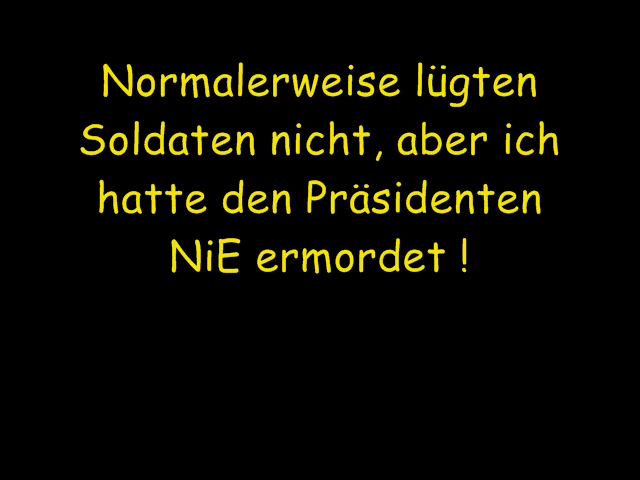 Normalerweise lügten
Soldaten nicht, aber ich
hatte den Präsidenten
NiE ermordet !